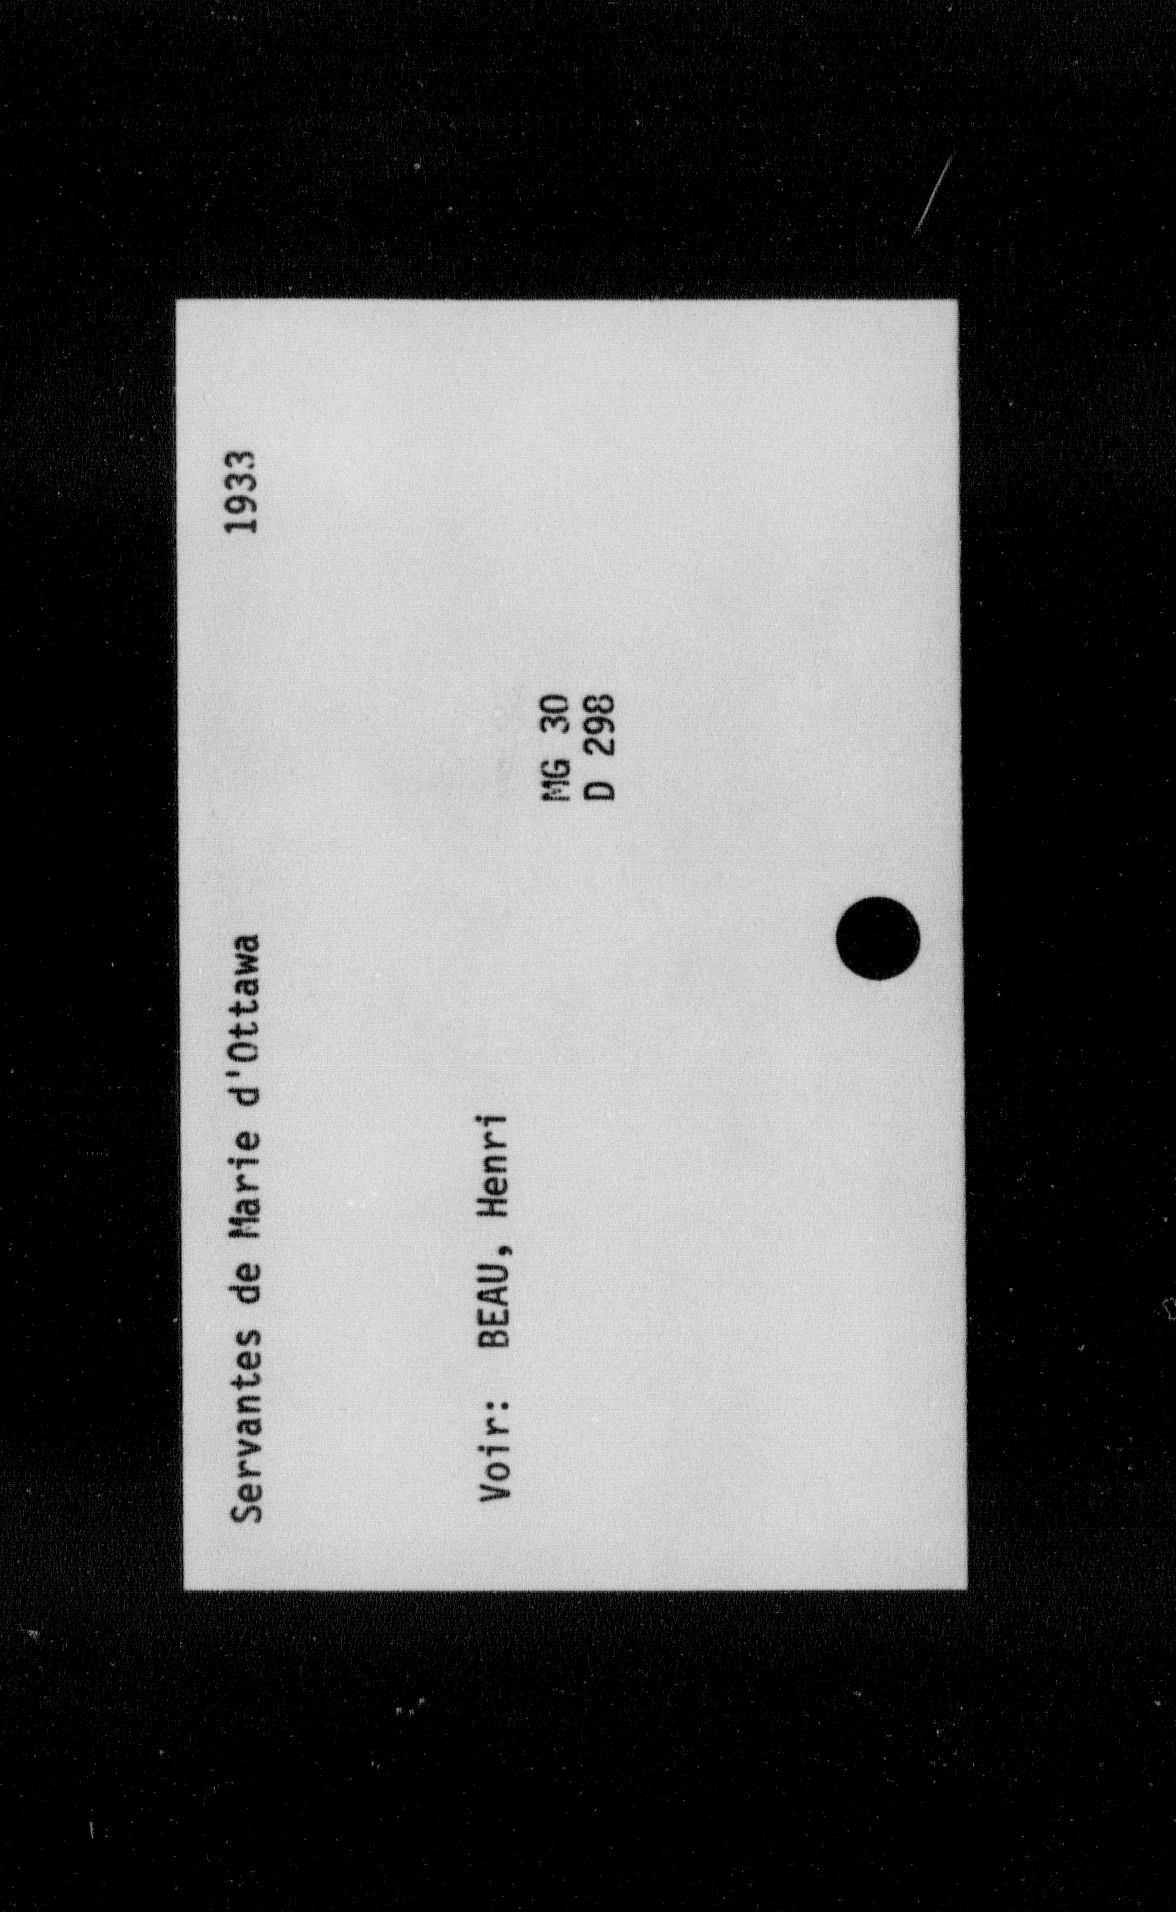 Servantes de Marie d'Ottawa 1933
Voir: BEAU, Henri
MG 30
D 298